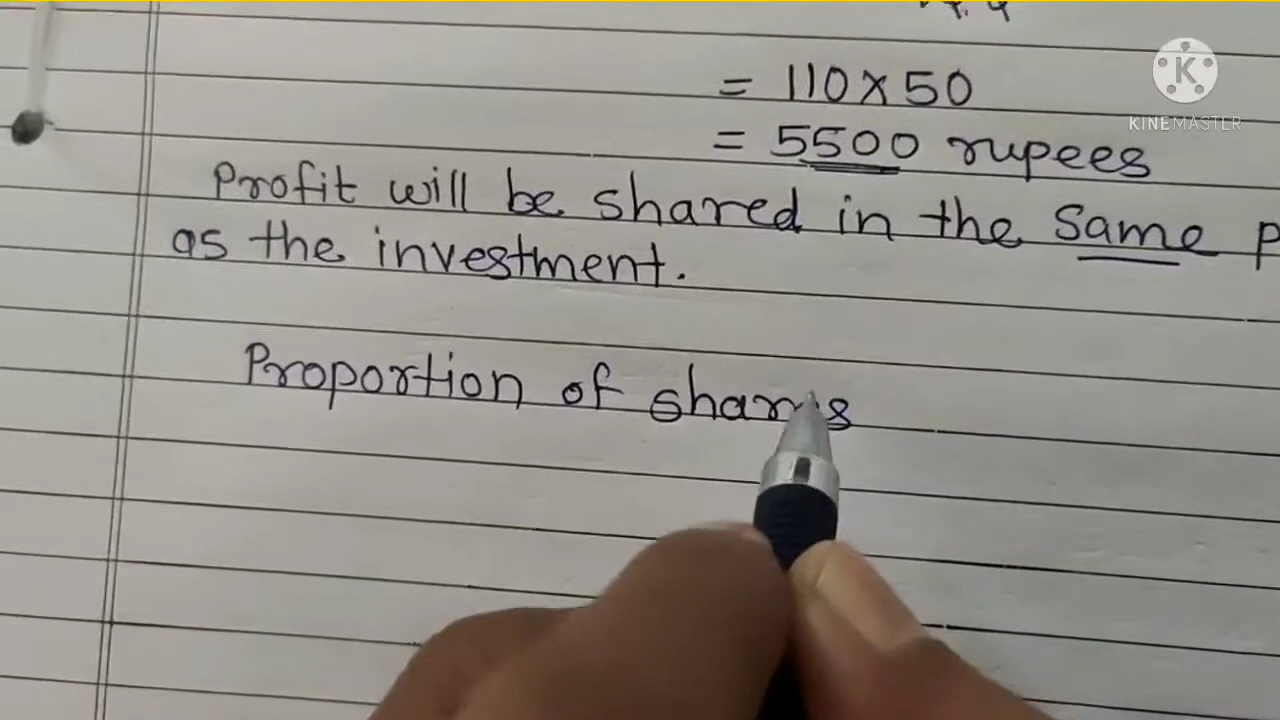 = 110 x 50
KINEMASTER
= 5500 rupees
Profit will be shared in the same p
as the investment.
Proportion of shares